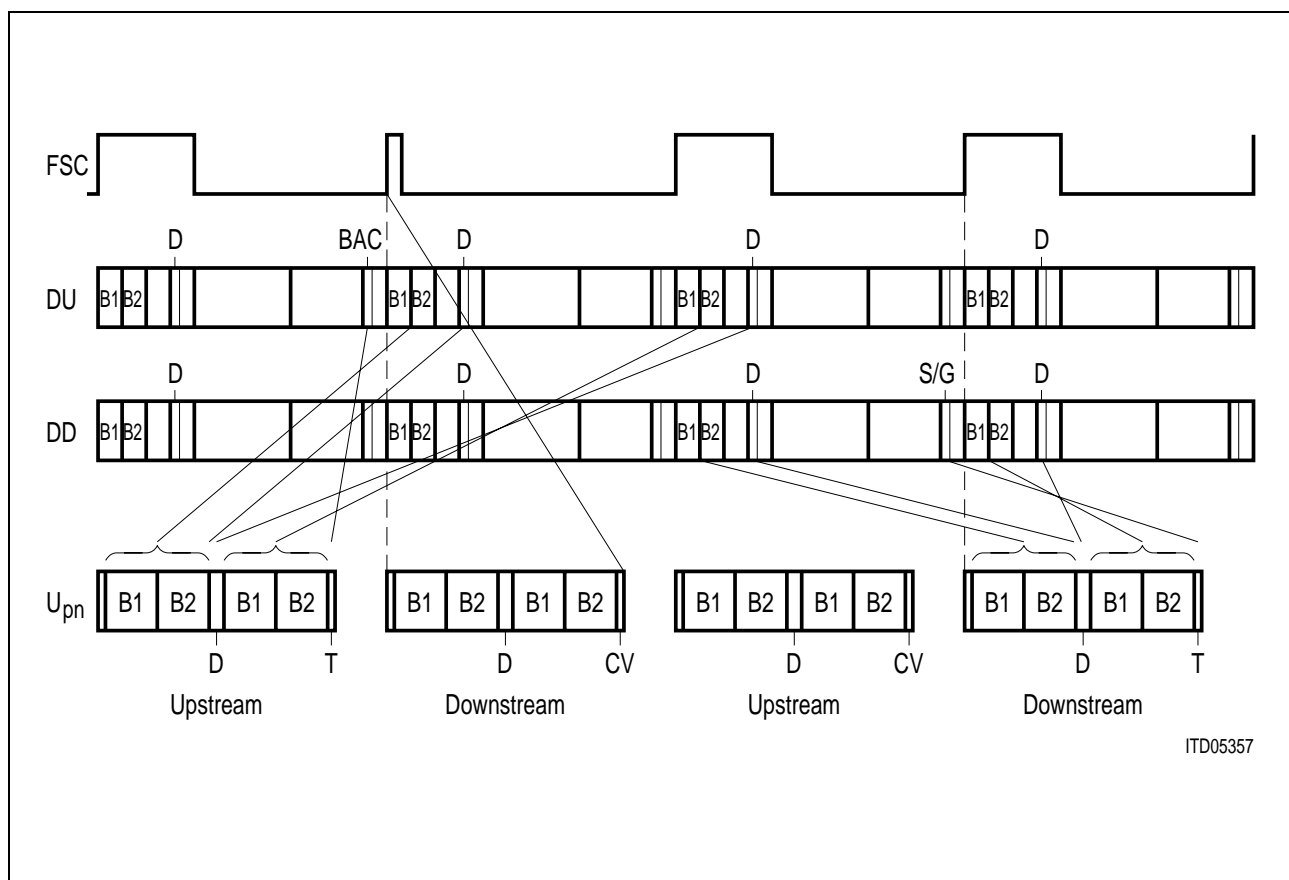 FSC
D BAC D D D
DU B1 B2 B1 B2 B1 B2 B1 B2
D D D S/G D
DD B1 B2 B1 B2 B1 B2 B1 B2
Upn B1 B2 B1 B2 B1 B2 B1 B2 B1 B2 B1 B2 B1 B2 B1 B2
D T D CV D CV D T
Upstream Downstream Upstream Downstream
ITD05357